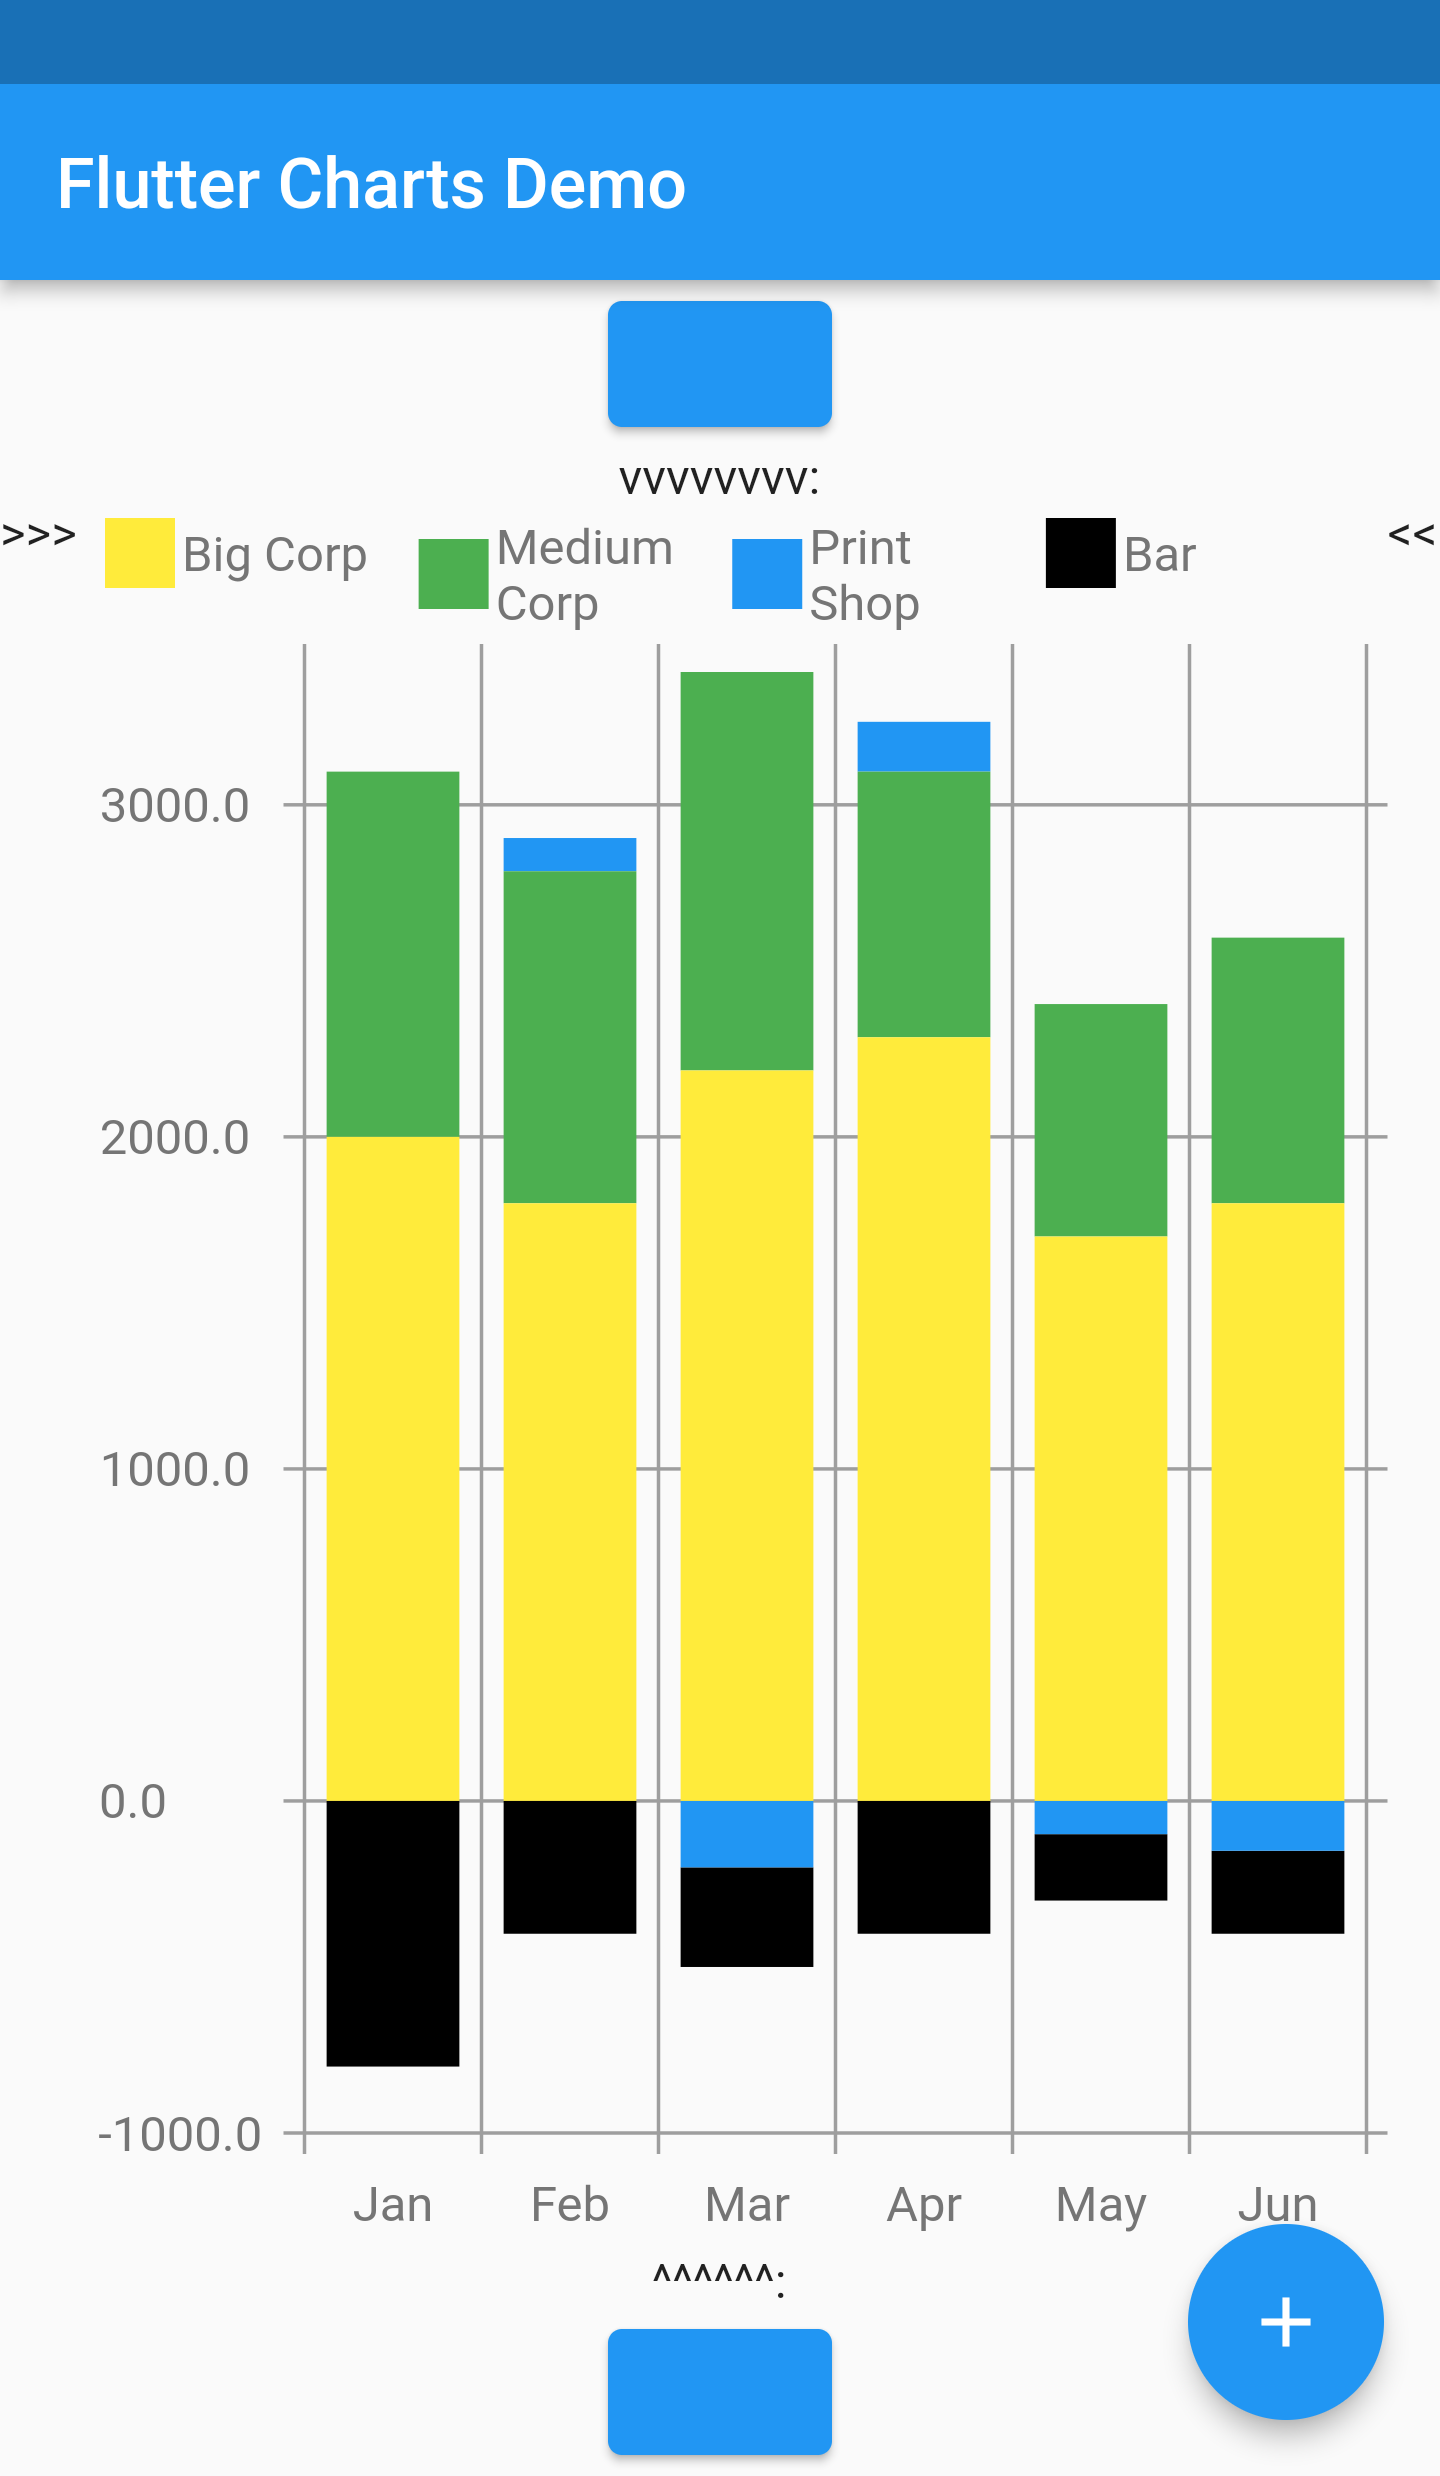 Flutter Charts Demo
vvvvvvvv:
>>>
Big Corp
Medium
Corp
Print
Shop
Bar
<<
3000.0
2000.0
1000.0
0.0
-1000.0
Jan
Feb
Mar
Apr
May
Jun
^^^^^^:
+